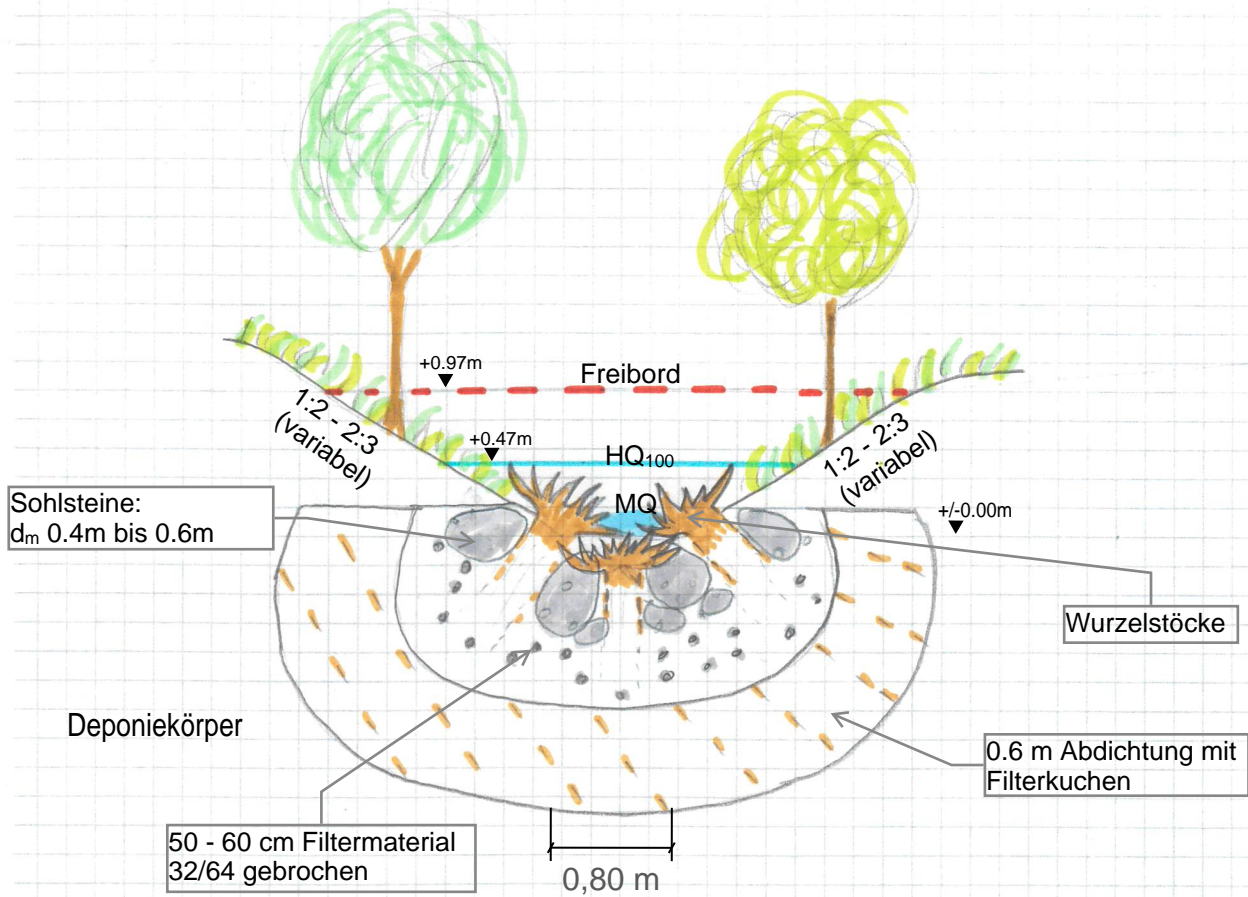 +0.97m
Freibord
1:2 - 2:3
(variabel)
+0.47m
HQ100
1:2 - 2:3
(variabel)
MQ
Sohlsteine:
dm 0.4m bis 0.6m
+/-0.00m
Wurzelstöcke
Deponiekörper
0.6 m Abdichtung mit
Filterkuchen
50 - 60 cm Filtermaterial
32/64 gebrochen
0,80 m